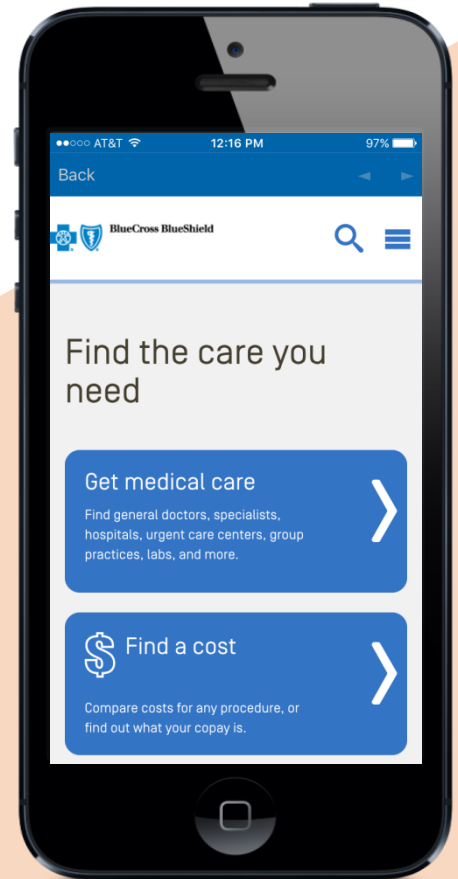 ●●○○○ AT&T 12:16 PM 97%
Back
BlueCross BlueShield
Find the care you
need
Get medical care
Find general doctors, specialists,
hospitals, urgent care centers, group
practices, labs, and more.
$ Find a cost
Compare costs for any procedure, or
find out what your copay is.